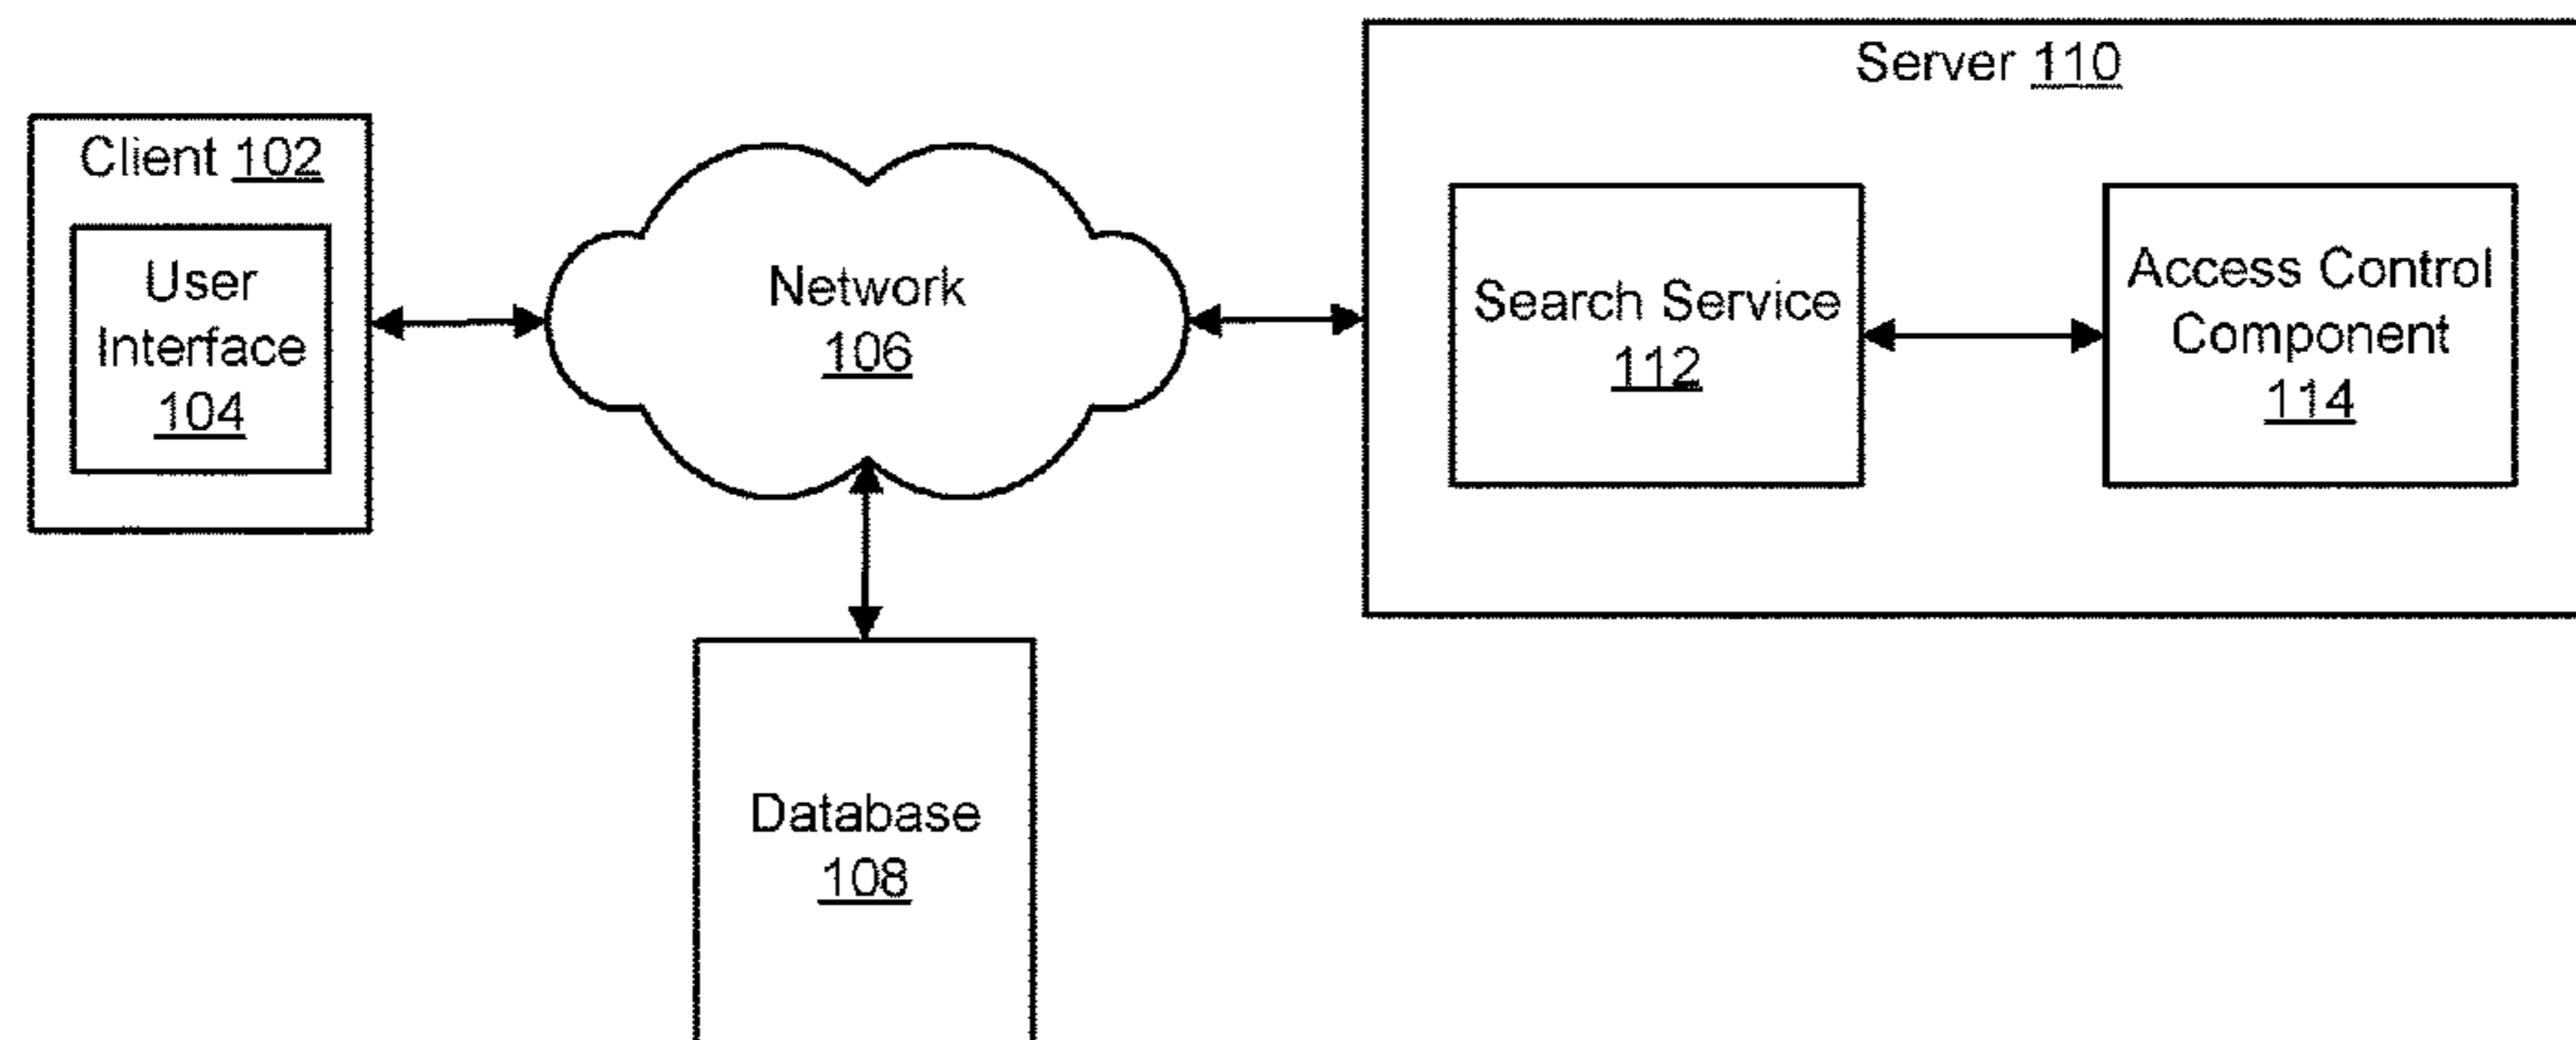 Client 102
User
Interface
104
Network
106
Database
108
Server 110
Search Service
112
Access Control
Component
114